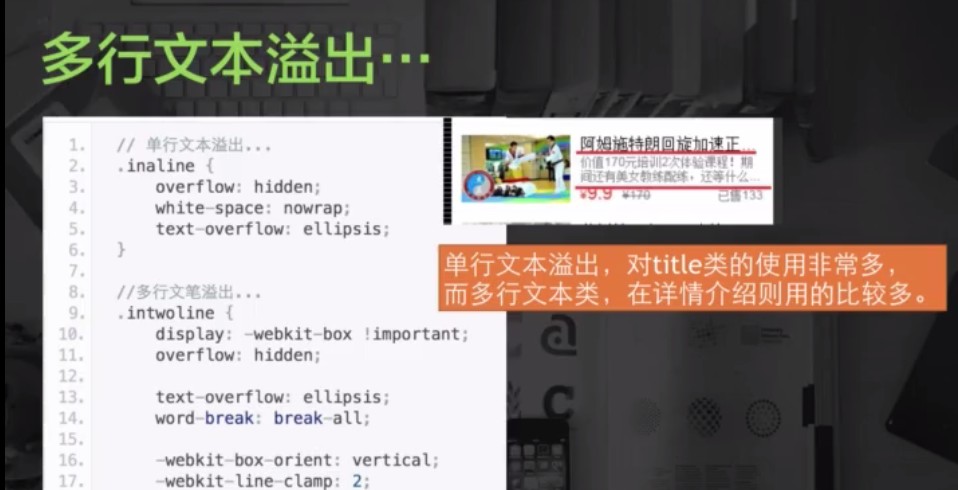 多行文本溢出…
1. // 单行文本溢出...
2. .inaline {
3. overflow: hidden;
4. white-space: nowrap;
5. text-overflow: ellipsis;
6. }
7.
8. //多行文笔溢出...
9. .intwoline {
10. display: -webkit-box !important;
11. overflow: hidden;
12.
13. text-overflow: ellipsis;
14. word-break: break-all;
15.
16. -webkit-box-orient: vertical;
17. -webkit-line-clamp: 2;
阿姆施特朗回旋加速正...
价值170元培训2次体验课程！期
间还有美女教练配练，还等什么...
¥9.9 ¥170 已售133
单行文本溢出，对title类的使用非常多，
而多行文本类，在详情介绍则用的比较多。